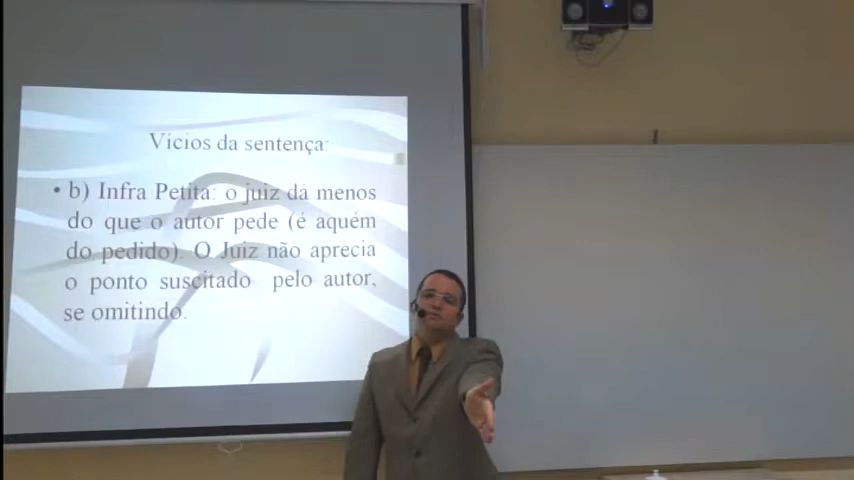 Vícios da sentença:
• b) Infra Petita: o juiz dá menos
do que o autor pede (é aquém
do pedido). O Juiz não aprecia
o ponto suscitado pelo autor,
se omitindo.